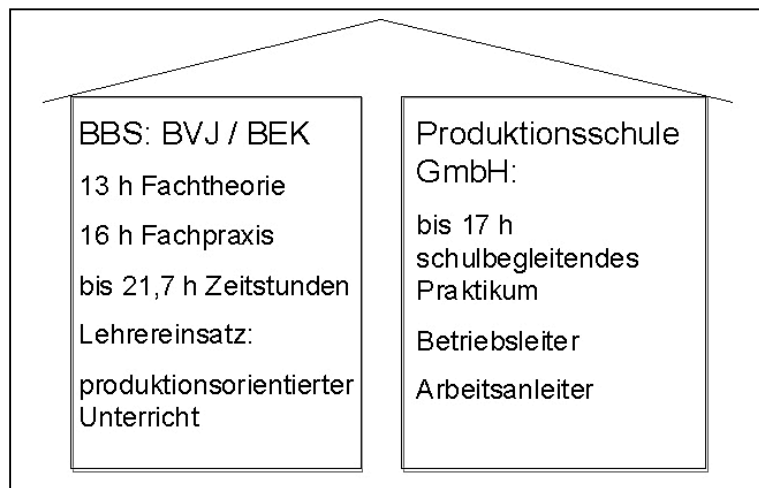 BBS: BVJ / BEK
13 h Fachtheorie
16 h Fachpraxis
bis 21,7 h Zeitstunden
Lehrereinsatz:
produktionsorientierter
Unterricht
Produktionsschule
GmbH:
bis 17 h
schulbegleitendes
Praktikum
Betriebsleiter
Arbeitsanleiter